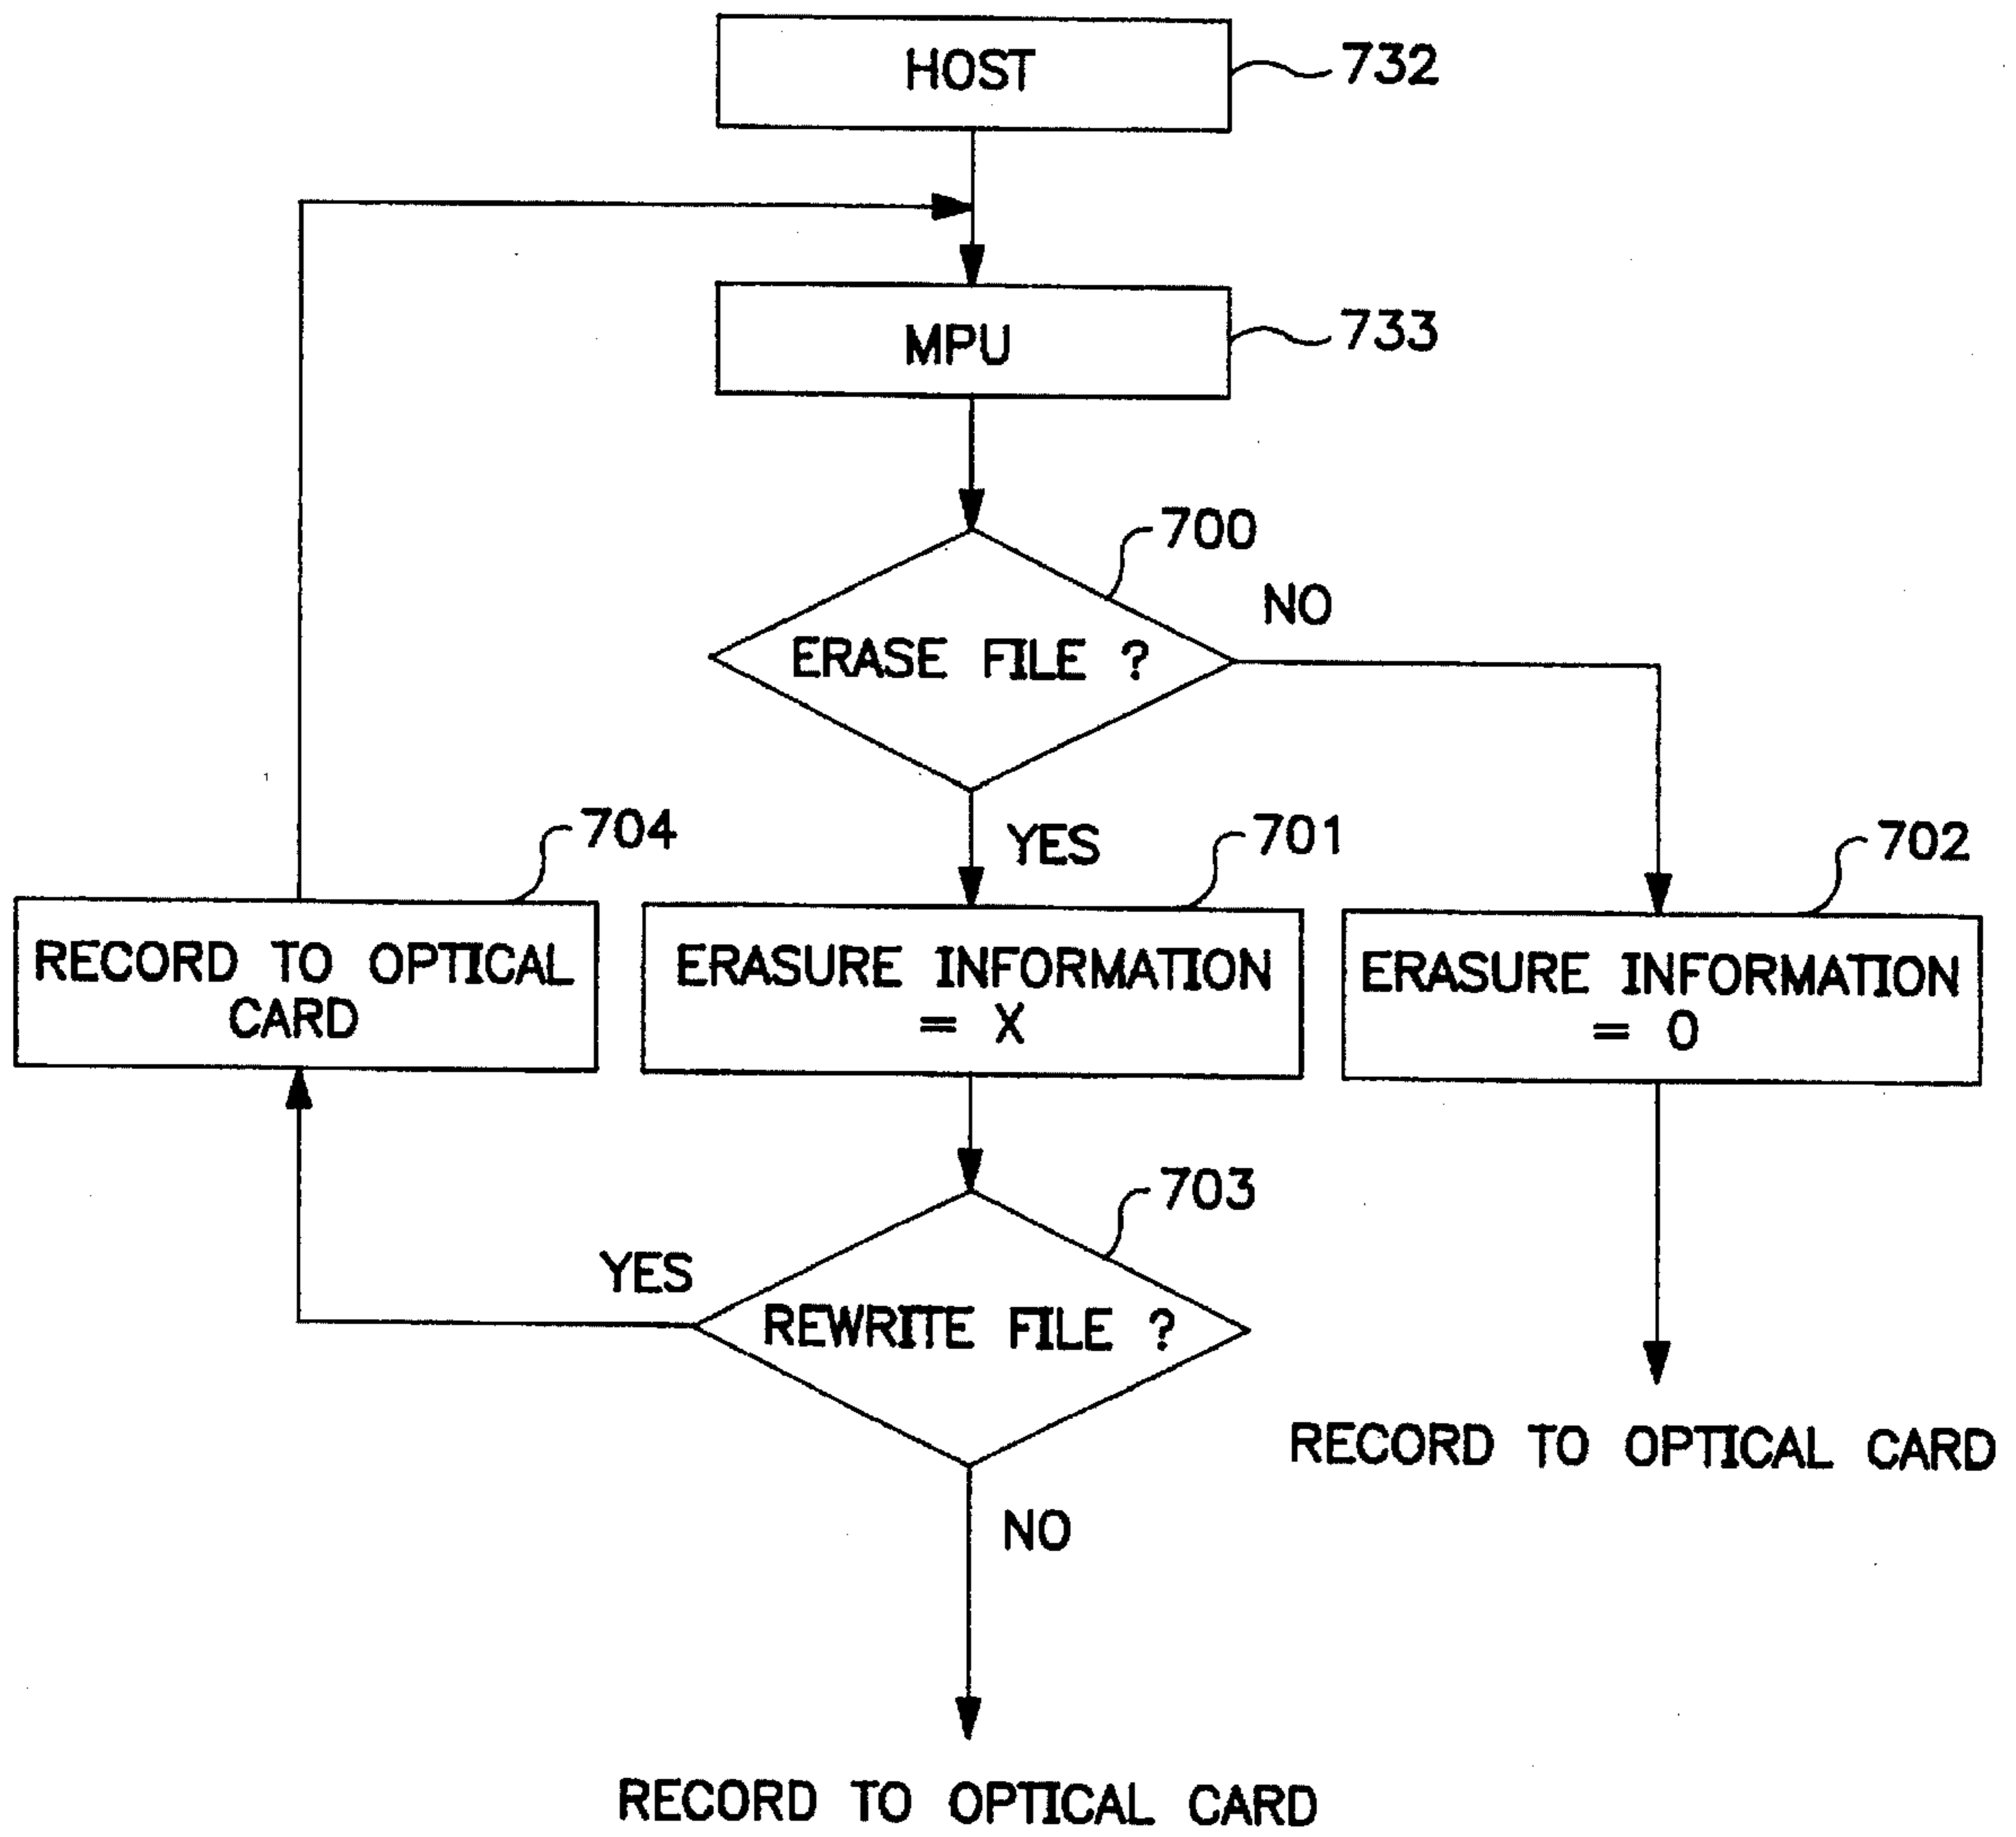 HOST
732
MPU
733
700
ERASE FILE ?
NO
YES
704
701
702
RECORD TO OPTICAL
CARD
ERASURE INFORMATION
= X
ERASURE INFORMATION
= O
703
YES
REWRITE FILE ?
RECORD TO OPTICAL CARD
NO
RECORD TO OPTICAL CARD